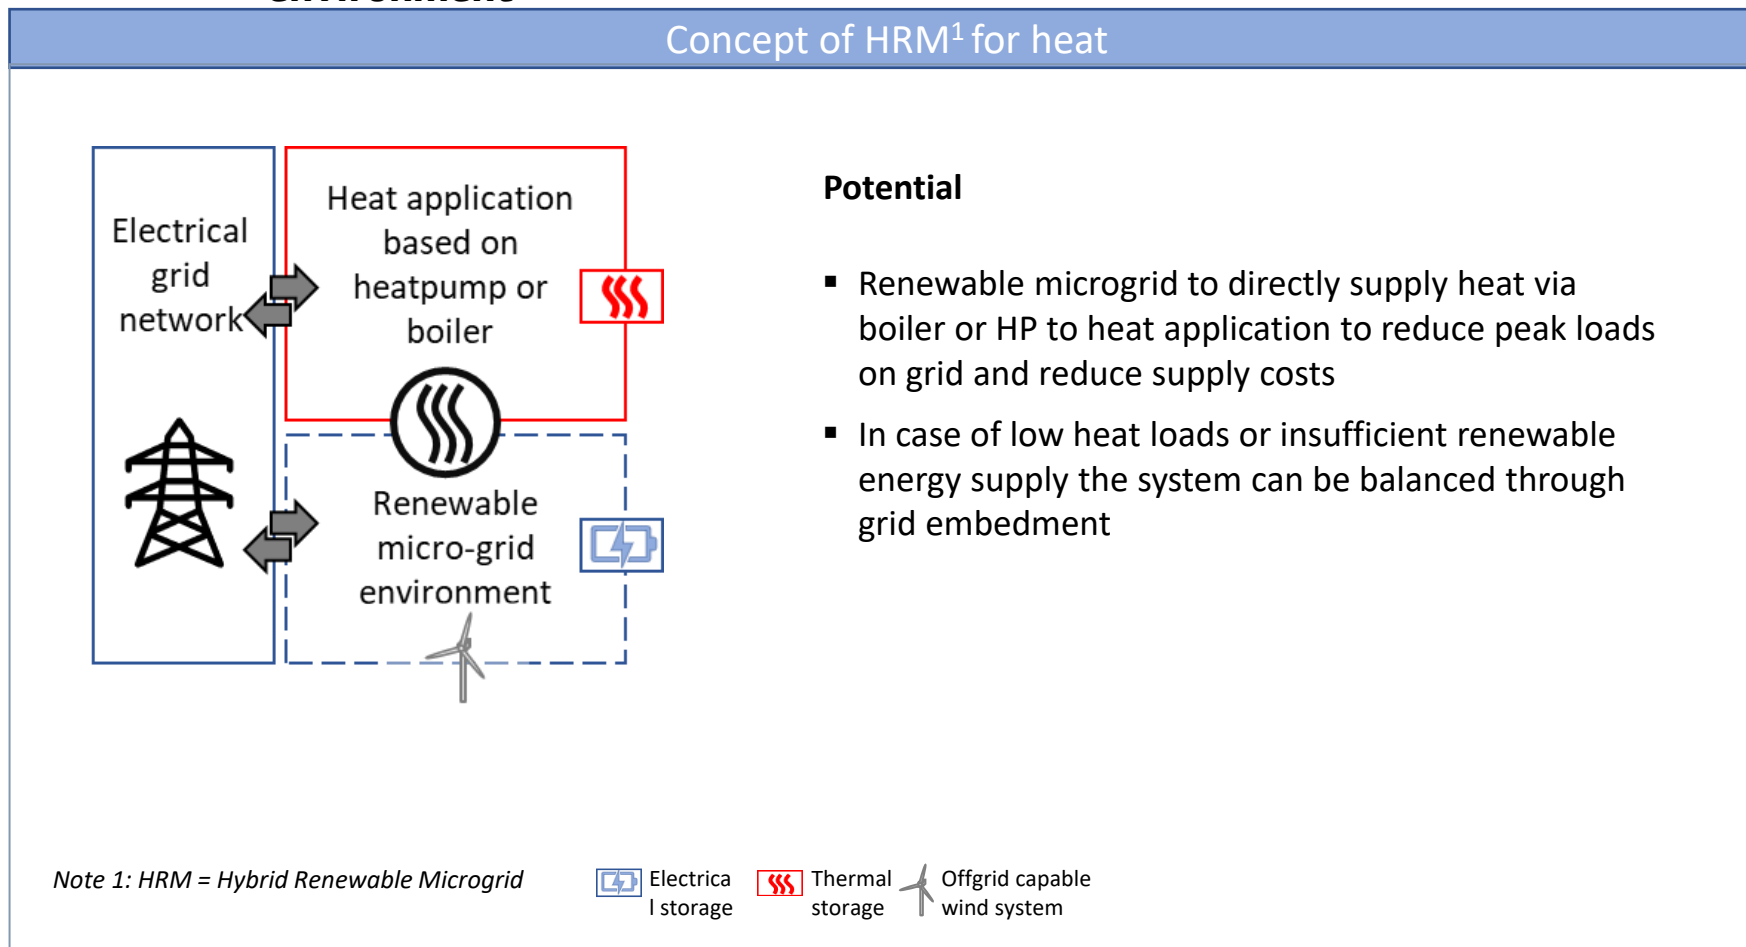 environment
Concept of HRM¹ for heat
Electrical
grid
network
Heat application
based on
heatpump or
boiler
Renewable
micro-grid
environment
Potential
▪ Renewable microgrid to directly supply heat via
boiler or HP to heat application to reduce peak loads
on grid and reduce supply costs
▪ In case of low heat loads or insufficient renewable
energy supply the system can be balanced through
grid embedment
Note 1: HRM = Hybrid Renewable Microgrid
Electrica
l storage
Thermal
storage
Offgrid capable
wind system